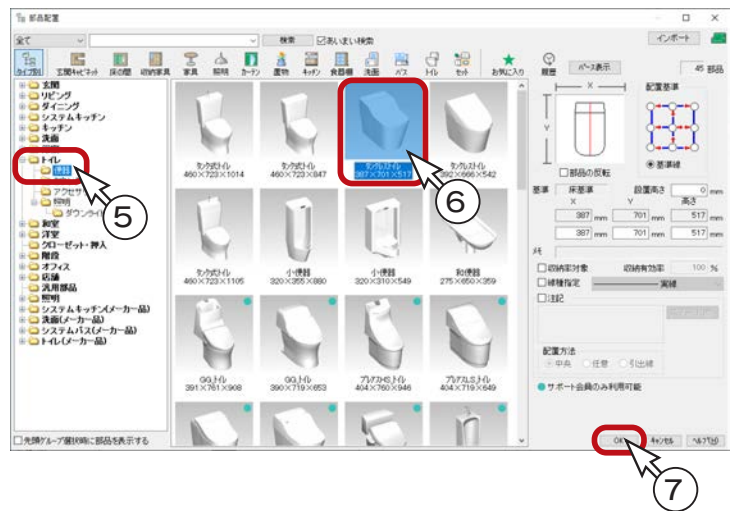 部品配置
全て
検索 ☑あいまい検索
インポート
タイプ別 玄関キャビネット 床の間 収納家具 家具 照明 カーテン 置物 キッチン 食器棚 洗面 バス トイレ セット お気に入り
履歴 パース表示 45 部品
玄関
リビング
ダイニング
システムキッチン
キッチン
洗面
トイレ
便器
アクセサ
照明
ダウンライ
和室
洋室
クローゼット・押入
階段
オフィス
店舗
汎用部品
照明
システムキッチン(メーカー品)
洗面(メーカー品)
システムバス(メーカー品)
トイレ(メーカー品)
□先頭グループ選択時に部品を表示する
タンク式トイレ
460×723×1014
タンク式トイレ
460×723×847
タンクレストイレ
387×701×517
タンクレストイレ
392×666×542
タンク式トイレ
460×723×1105
小便器
320×355×880
小便器
320×310×549
和便器
275×650×359
GG_トイレ
391×761×908
GG_トイレ
390×719×653
アレアスHS_トイレ
404×760×946
アレアスLS_トイレ
404×719×649
⑤
⑥
⑦
X
Y
配置基準
◉基準線
□部品の反転
基準 床基準 設置高さ 0 mm
X Y 高さ
387 mm 701 mm 517 mm
387 mm 701 mm 517 mm
メモ
□収納率対象 収納有効率 100 %
□線種指定 実線
□注記
配置方法
中央 任意 引出線
サポート会員のみ利用可能
OK キャンセル ヘルプ(H)